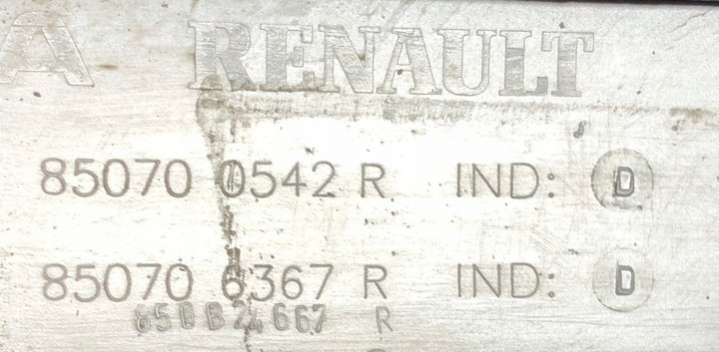 A RENAULT
85070 0542 R IND: D
85070 6367 R IND: D
850B24667 R